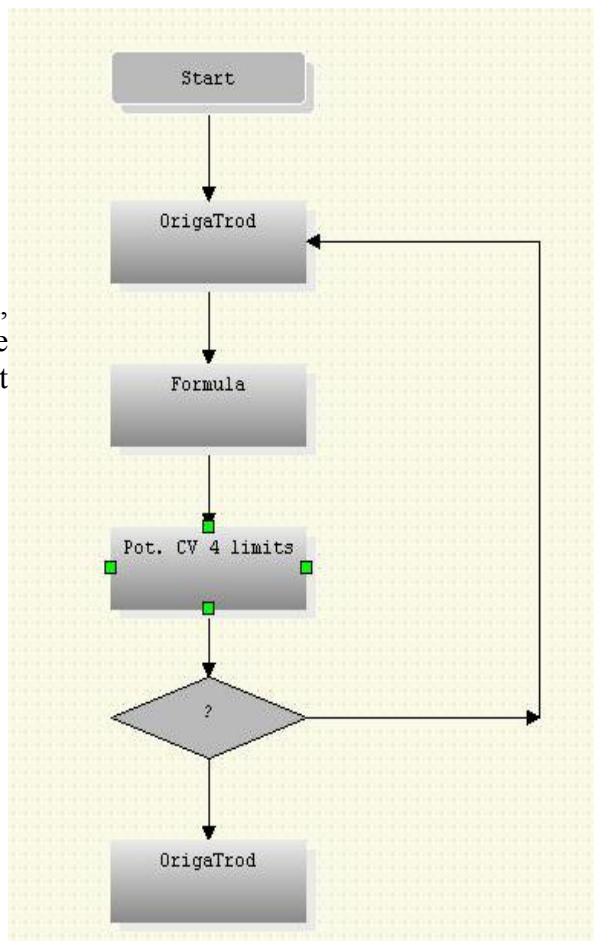 Start
OrigaTrod
,
e
t
Formula
Pot. CV 4 limits
?
OrigaTrod